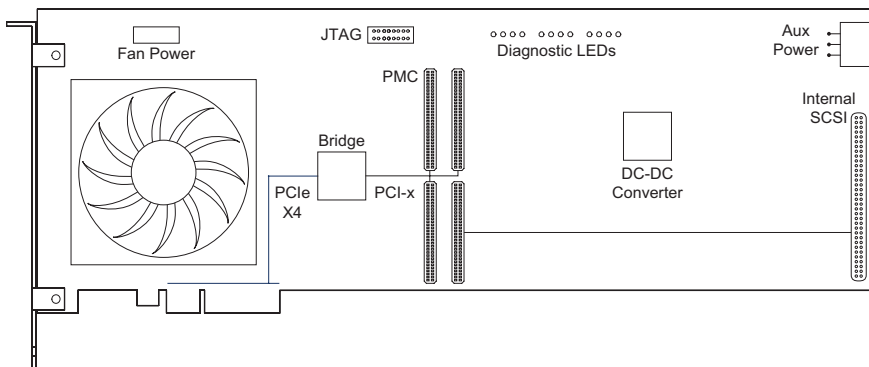 Fan Power
JTAG
Diagnostic LEDs
Aux
Power
PMC
Internal
SCSI
Bridge
DC-DC
Converter
PCIe
X4
PCI-x